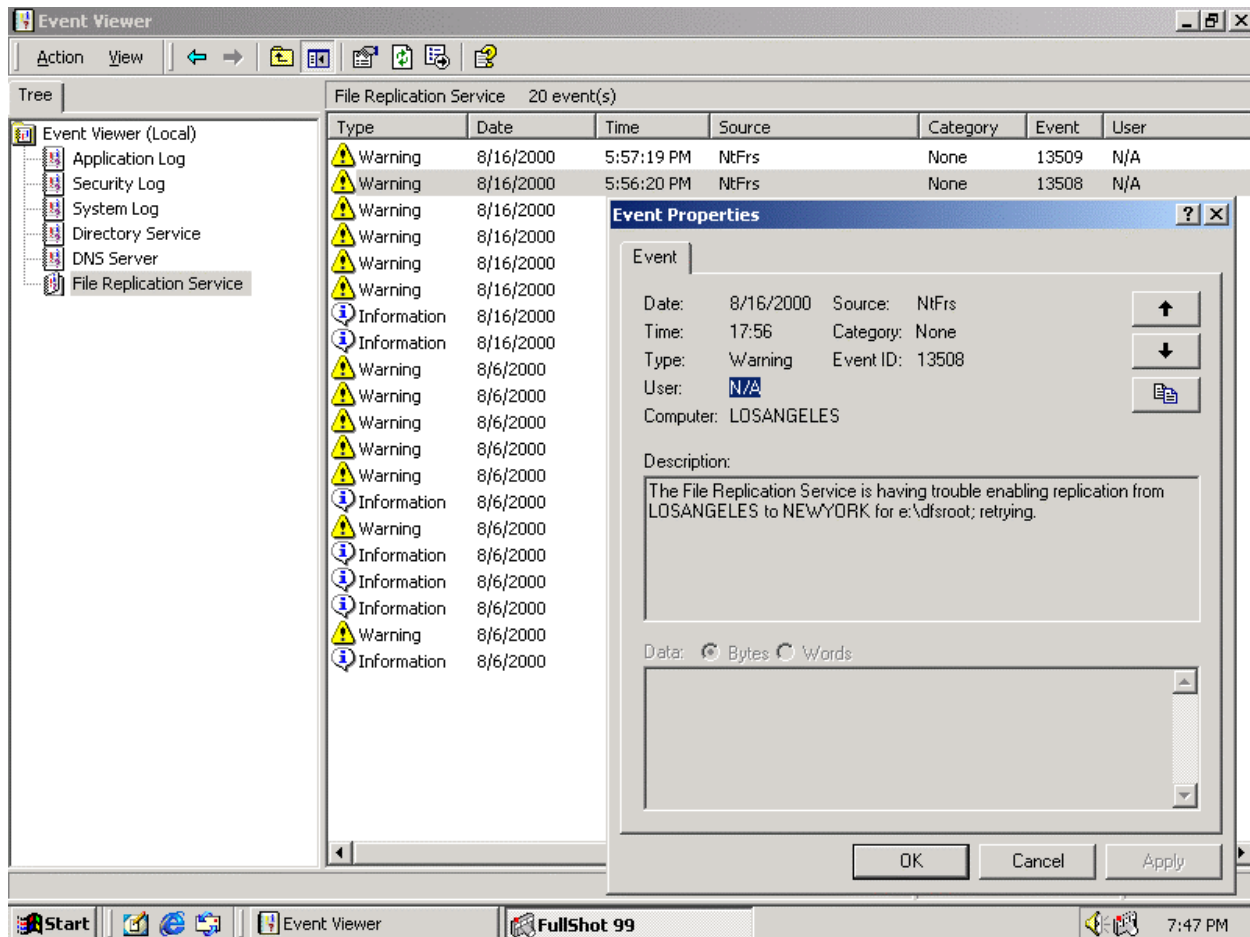 Event Viewer
Action View
Tree
File Replication Service 20 event(s)
Event Viewer (Local)
Application Log
Security Log
System Log
Directory Service
DNS Server
File Replication Service
Type Date Time Source Category Event User
Warning 8/16/2000 5:57:19 PM NtFrs None 13509 N/A
Warning 8/16/2000 5:56:20 PM NtFrs None 13508 N/A
Warning 8/16/2000
Warning 8/16/2000
Warning 8/16/2000
Warning 8/16/2000
Information 8/16/2000
Information 8/16/2000
Warning 8/6/2000
Warning 8/6/2000
Warning 8/6/2000
Warning 8/6/2000
Warning 8/6/2000
Information 8/6/2000
Warning 8/6/2000
Information 8/6/2000
Information 8/6/2000
Information 8/6/2000
Warning 8/6/2000
Information 8/6/2000
Event Properties
Event
Date: 8/16/2000 Source: NtFrs
Time: 17:56 Category: None
Type: Warning Event ID: 13508
User: N/A
Computer: LOSANGELES
Description:
The File Replication Service is having trouble enabling replication from
LOSANGELES to NEWYORK for e:\dfsroot; retrying.
Data: Bytes Words
OK Cancel Apply
Start Event Viewer FullShot 99 7:47 PM